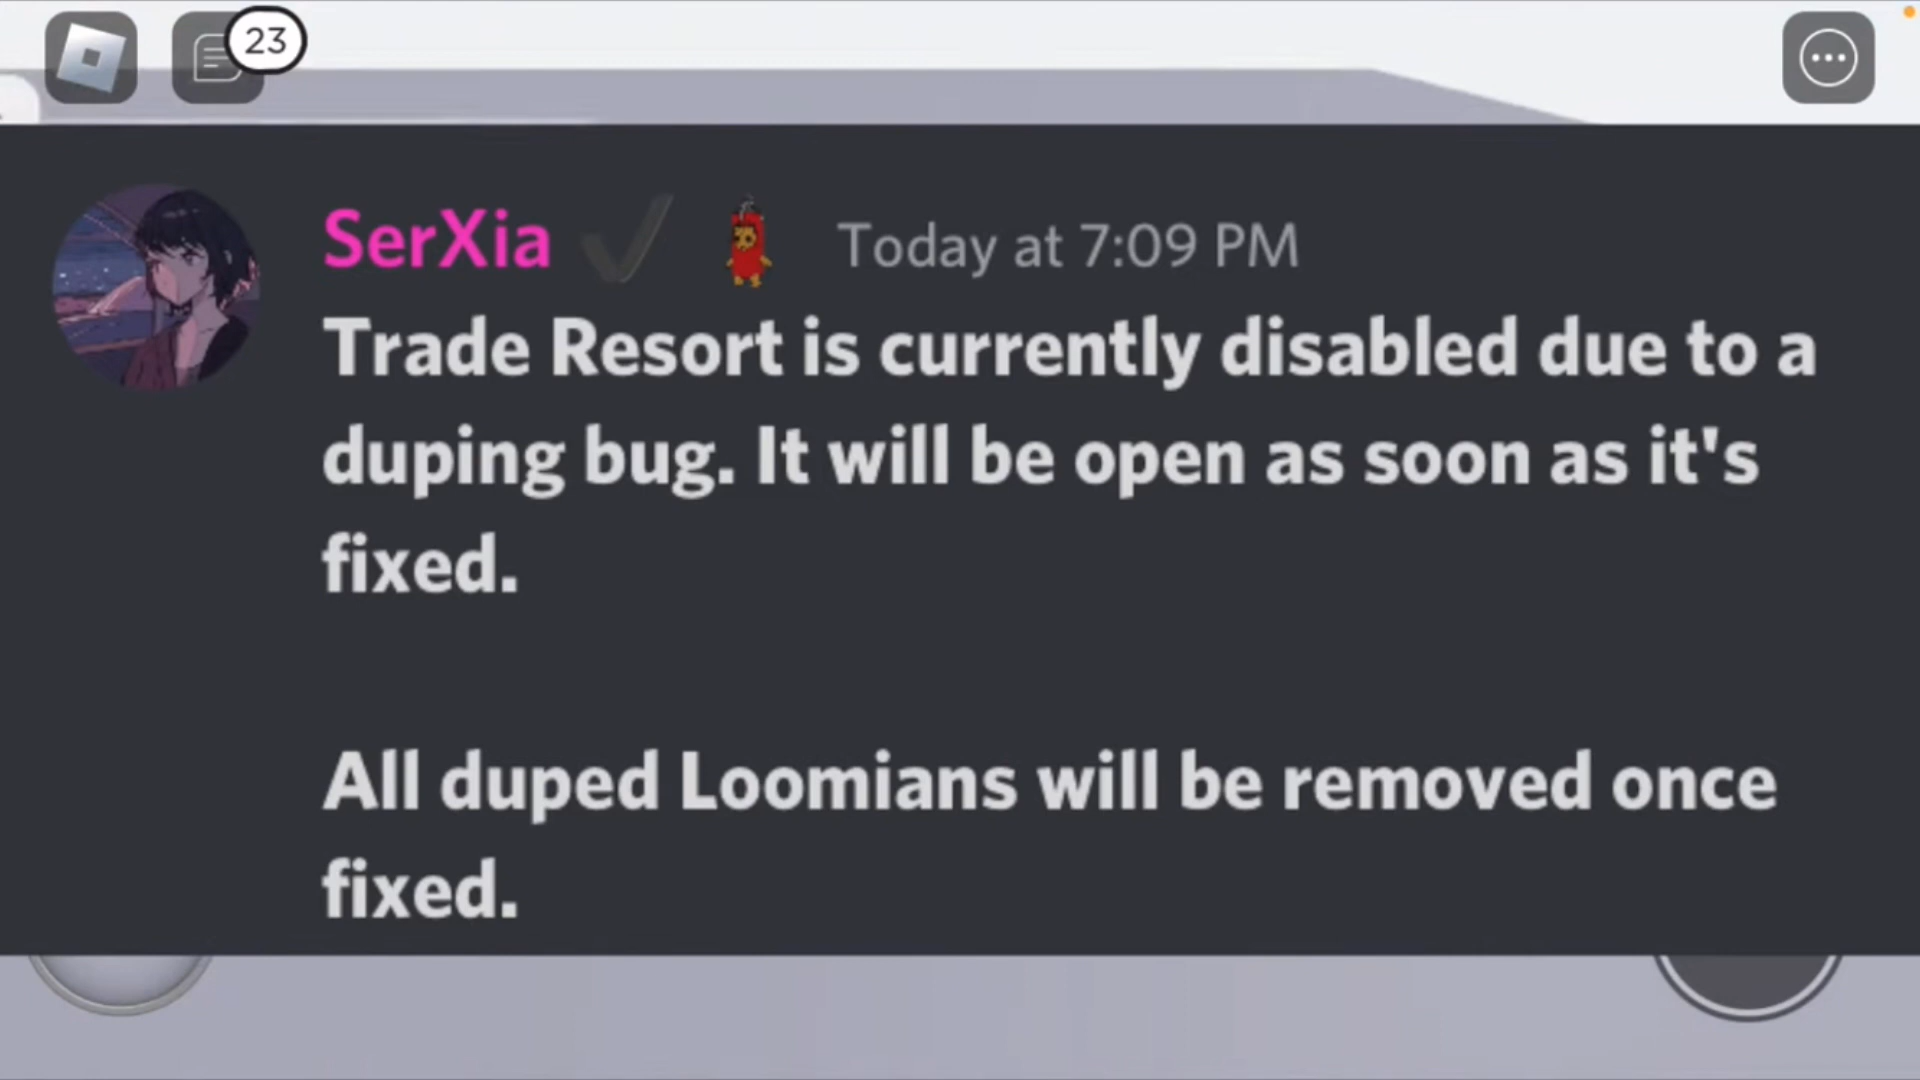 23
SerXia Today at 7:09 PM
Trade Resort is currently disabled due to a
duping bug. It will be open as soon as it's
fixed.
All duped Loomians will be removed once
fixed.